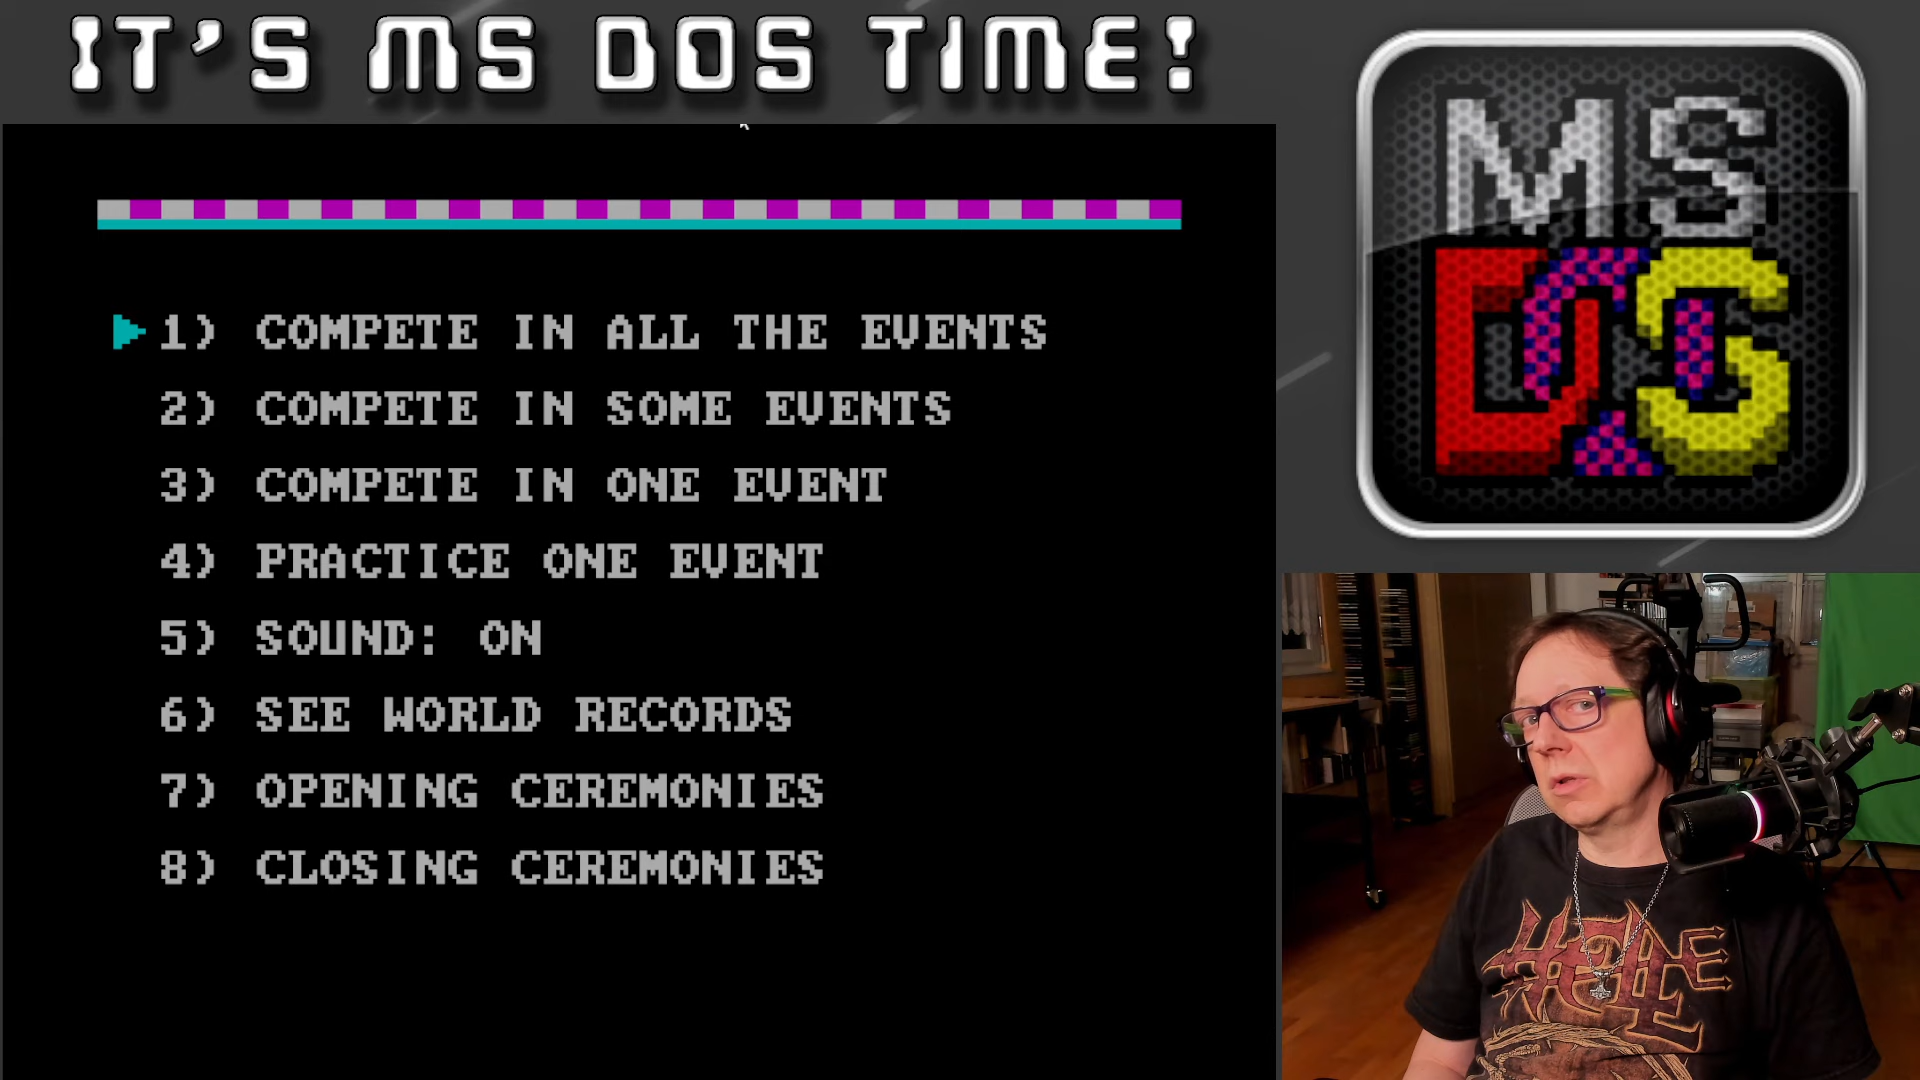 IT'S MS DOS TIME!
MS
DOS
1) COMPETE IN ALL THE EVENTS
2) COMPETE IN SOME EVENTS
3) COMPETE IN ONE EVENT
4) PRACTICE ONE EVENT
5) SOUND: ON
6) SEE WORLD RECORDS
7) OPENING CEREMONIES
8) CLOSING CEREMONIES